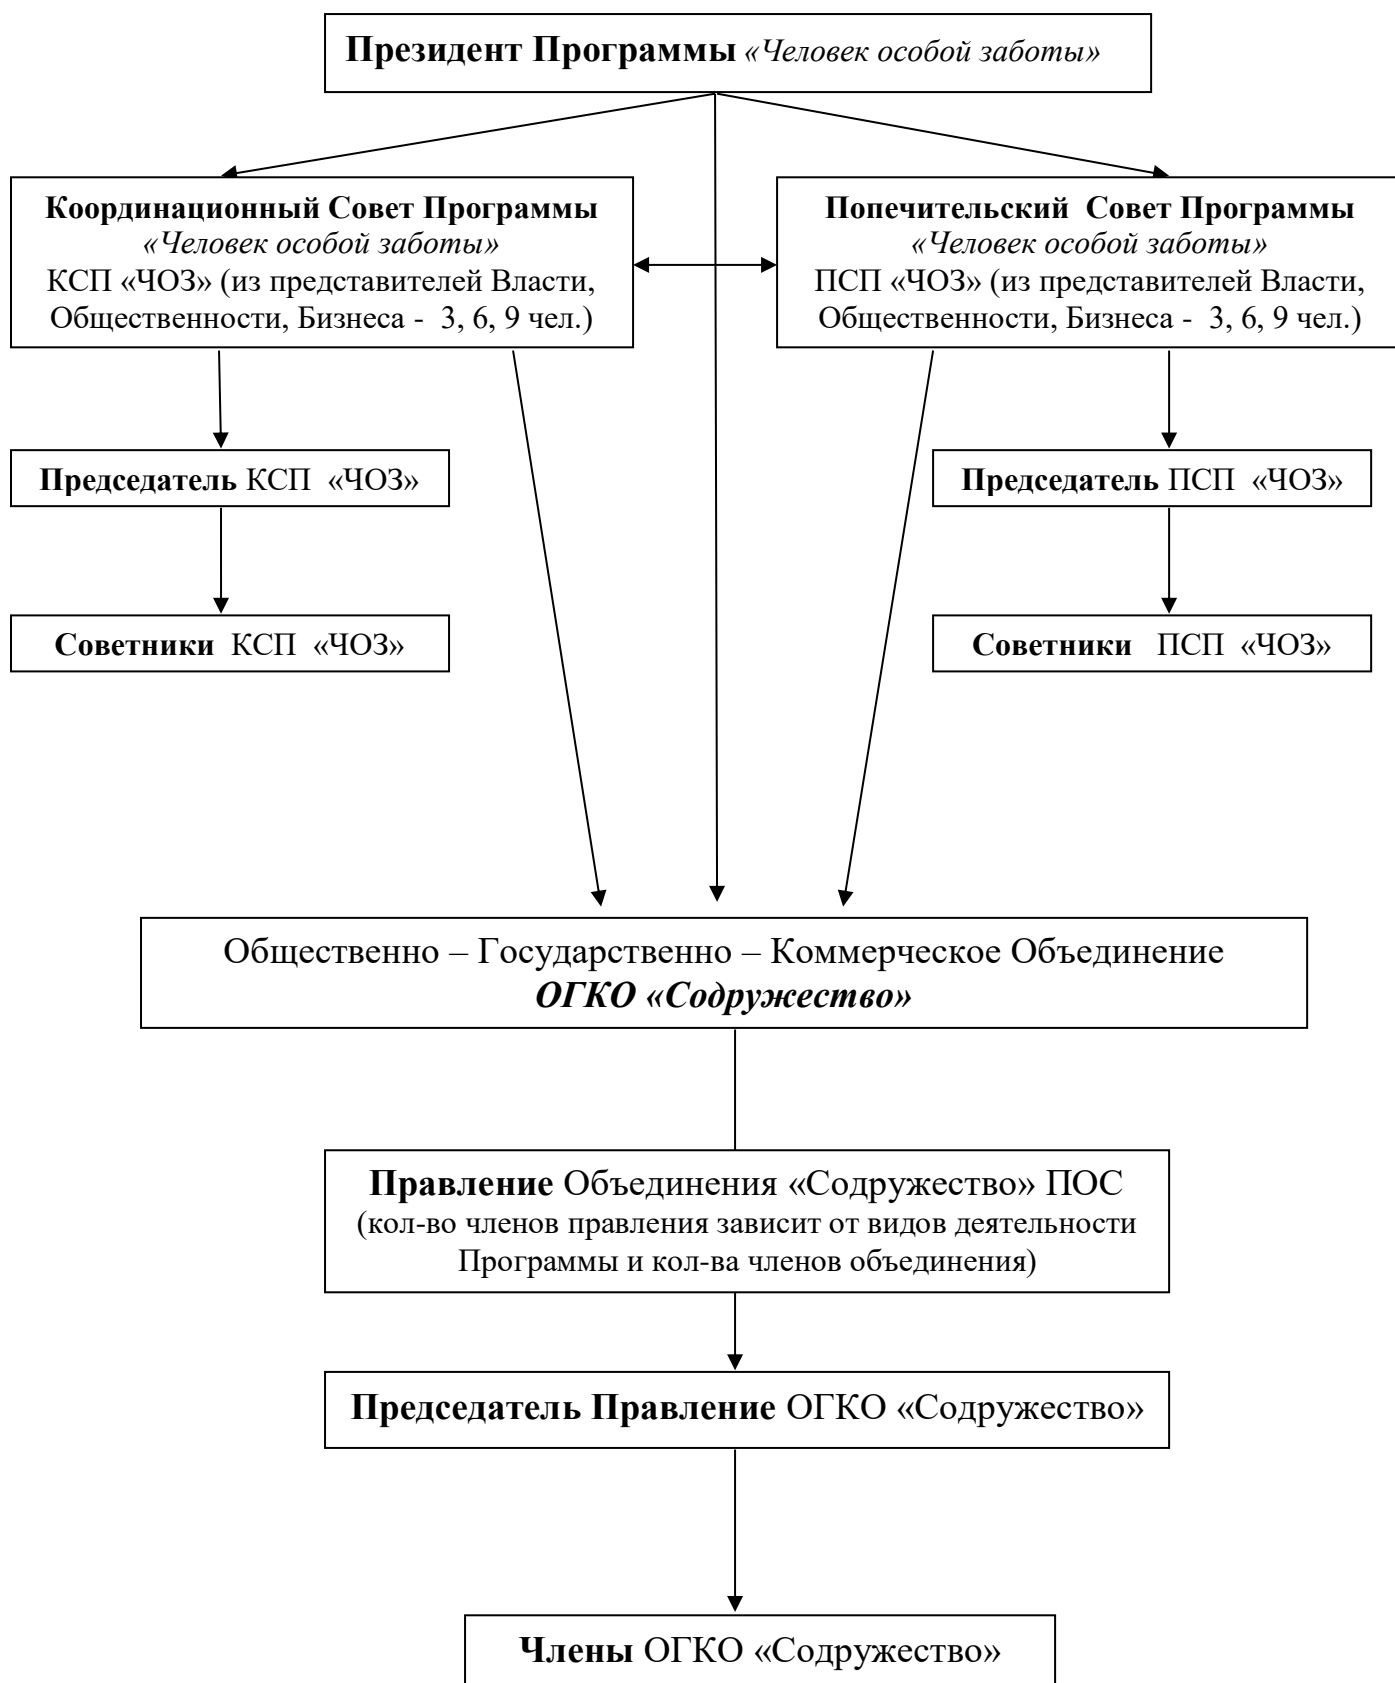 Президент Программы «Человек особой заботы»
Координационный Совет Программы
«Человек особой заботы»
КСП «ЧОЗ» (из представителей Власти,
Общественности, Бизнеса - 3, 6, 9 чел.)
Попечительский Совет Программы
«Человек особой заботы»
ПСП «ЧОЗ» (из представителей Власти,
Общественности, Бизнеса - 3, 6, 9 чел.)
Председатель КСП «ЧОЗ»
Председатель ПСП «ЧОЗ»
Советники КСП «ЧОЗ»
Советники ПСП «ЧОЗ»
Общественно – Государственно – Коммерческое Объединение
ОГКО «Содружество»
Правление Объединения «Содружество» ПОС
(кол-во членов правления зависит от видов деятельности
Программы и кол-ва членов объединения)
Председатель Правление ОГКО «Содружество»
Члены ОГКО «Содружество»